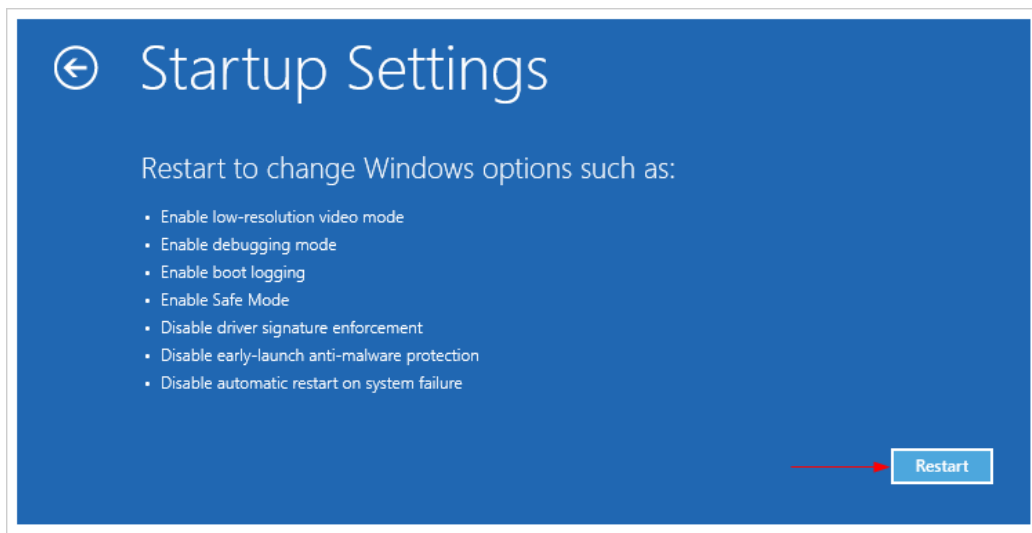 Startup Settings
Restart to change Windows options such as:
• Enable low-resolution video mode
• Enable debugging mode
• Enable boot logging
• Enable Safe Mode
• Disable driver signature enforcement
• Disable early-launch anti-malware protection
• Disable automatic restart on system failure
Restart